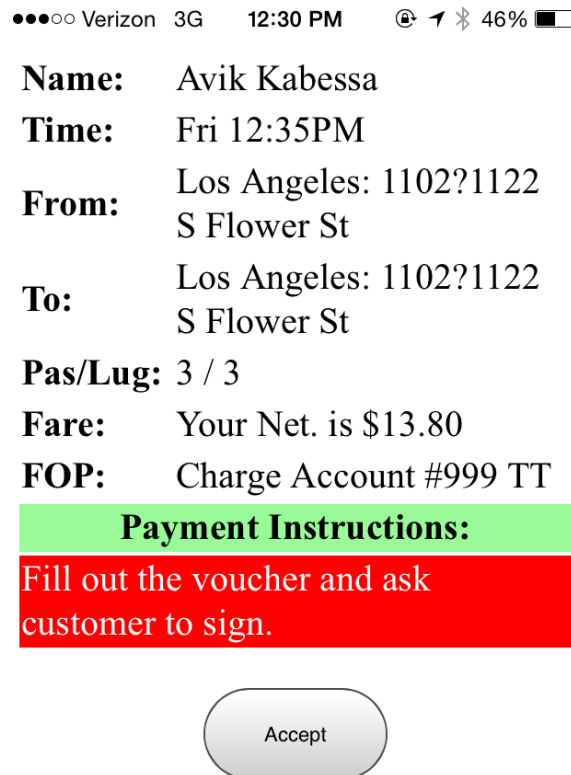 Verizon 3G 12:30 PM 46%
Name: Avik Kabessa
Time: Fri 12:35PM
From: Los Angeles: 1102?1122
S Flower St
To: Los Angeles: 1102?1122
S Flower St
Pas/Lug: 3 / 3
Fare: Your Net. is $13.80
FOP: Charge Account #999 TT
Payment Instructions:
Fill out the voucher and ask
customer to sign.
Accept